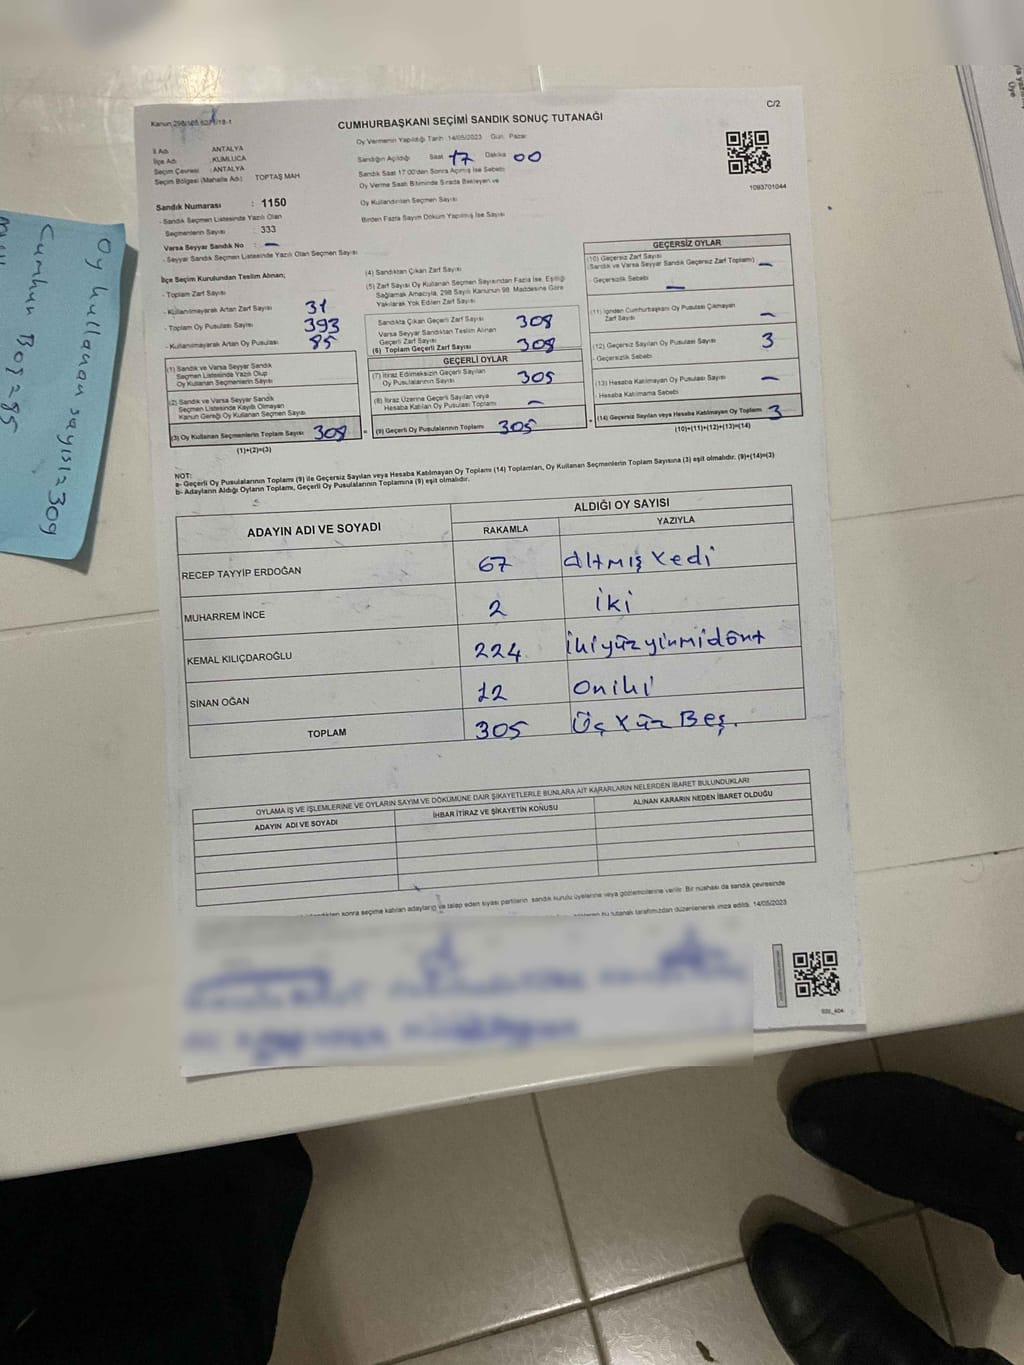 C/2
CUMHURBAŞKANI SEÇİMİ SANDIK SONUÇ TUTANAĞI
Oy Vermenin Yapıldığı Tarih :14/05/2023 Gün: Pazar
İl Adı : ANTALYA
İlçe Adı : KUMLUCA
Seçim Çevresi : ANTALYA
Seçim Bölgesi (Mahalle Adı) : TOPTAŞ MAH
Sandığın Açıldığı Saat 17 Dakika 00
Sandık Saat 17:00'den Sonra Açılmış İse Sebebi
Oy Verme Saati Bitiminde Sırada Bekleyen ve
Oy Kullandırılan Seçmen Sayısı
Birden Fazla Sayım Döküm Yapılmış İse Sayısı
1093701044
Sandık Numarası : 1150
- Sandık Seçmen Listesinde Yazılı Olan
Seçmenlerin Sayısı : 333
Varsa Seyyar Sandık No : -
- Seyyar Sandık Seçmen Listesinde Yazılı Olan Seçmen Sayısı
İlçe Seçim Kurulundan Teslim Alınan;
- Toplam Zarf Sayısı
- Kullanılmayarak Artan Zarf Sayısı 31
- Toplam Oy Pusulası Sayısı 393
- Kullanılmayarak Artan Oy Pusulası 85
(1) Sandık ve Varsa Seyyar Sandık
Seçmen Listesinde Yazılı Olup
Oy Kullanan Seçmenlerin Sayısı
(2) Sandık ve Varsa Seyyar Sandık
Seçmen Listesinde Kayıtlı Olmayan
Kanun Gereği Oy Kullanan Seçmen Sayısı
(3) Oy Kullanan Seçmenlerin Toplam Sayısı 308
(1)+(2)=(3)
(4) Sandıktan Çıkan Zarf Sayısı
(5) Zarf Sayısı Oy Kullanan Seçmen Sayısından Fazla İse, Eşitliği
Sağlamak Amacıyla, 298 Sayılı Kanunun 98. Maddesine Göre
Yakılarak Yok Edilen Zarf Sayısı
Sandıkta Çıkan Geçerli Zarf Sayısı 308
Varsa Seyyar Sandıktan Teslim Alınan
Geçerli Zarf Sayısı
(6) Toplam Geçerli Zarf Sayısı 308
GEÇERLİ OYLAR
(7) İtiraz Edilmeksizin Geçerli Sayılan
Oy Pusulalarının Sayısı 305
(8) İtiraz Üzerine Geçerli Sayılan veya
Hesaba Katılan Oy Pusulası Toplamı -
(9) Geçerli Oy Pusulalarının Toplamı 305
GEÇERSİZ OYLAR
(10) Geçersiz Zarf Sayısı
(Sandık ve Varsa Seyyar Sandık Geçersiz Zarf Toplamı) -
- Geçersizlik Sebebi -
(11) İçinden Cumhurbaşkanı Oy Pusulası Çıkmayan
Zarf Sayısı -
(12) Geçersiz Sayılan Oy Pusulası Sayısı 3
- Geçersizlik Sebebi
(13) Hesaba Katılmayan Oy Pusulası Sayısı -
- Hesaba Katılmama Sebebi
(14) Geçersiz Sayılan veya Hesaba Katılmayan Oy Toplamı 3
(10)+(11)+(12)+(13)=(14)
NOT:
a- Geçerli Oy Pusulalarının Toplamı (9) ile Geçersiz Sayılan veya Hesaba Katılmayan Oy Toplamı (14) Toplamları, Oy Kullanan Seçmenlerin Toplam Sayısına (3) eşit olmalıdır. (9)+(14)=(3)
b- Adayların Aldığı Oyların Toplamı, Geçerli Oy Pusulalarının Toplamına (9) eşit olmalıdır.
ADAYIN ADI VE SOYADI ALDIĞI OY SAYISI
RAKAMLA YAZIYLA
RECEP TAYYİP ERDOĞAN 67 Altmış Yedi
MUHARREM İNCE 2 iki
KEMAL KILIÇDAROĞLU 224 ikiyüzyirmidört
SİNAN OĞAN 12 oniki
TOPLAM 305 Üç Yüz Beş.
OYLAMA İŞ VE İŞLEMLERİNE VE OYLARIN SAYIM VE DÖKÜMÜNE DAİR ŞİKAYETLERLE BUNLARA AİT KARARLARIN NELERDEN İBARET BULUNDUKLARI
ADAYIN ADI VE SOYADI İHBAR İTİRAZ VE ŞİKAYETİN KONUSU ALINAN KARARIN NEDEN İBARET OLDUĞU
sonra seçime katılan adayların ve talep eden siyasi partilerin sandık kurulu üyelerine veya gözlemcilerine verilir. Bir nüshası da sandık çevresinde
bu tutanak tarafımızdan düzenlenerek imza edildi. 14/05/2023
Oy kullanan sayısı = 309
Cumhur Boş = 85